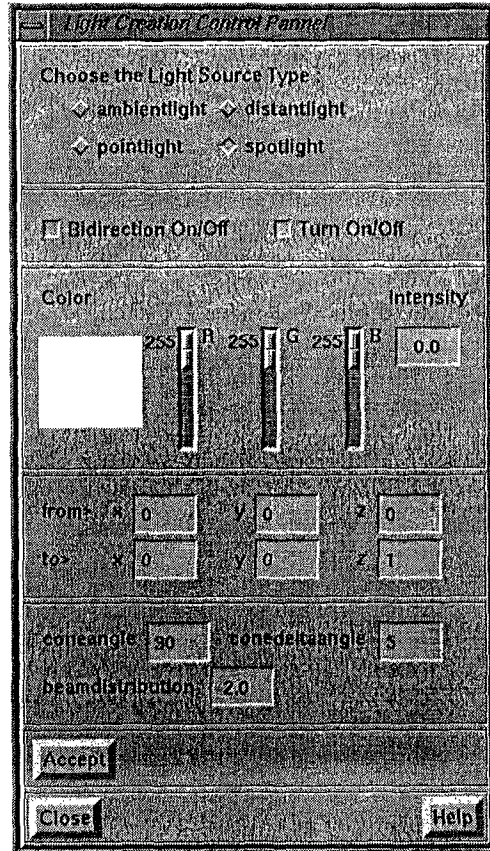 Light Creation Control Pannel
Choose the Light Source Type :
ambientlight distantlight
pointlight spotlight
Bidirection On/Off Turn On/Off
Color Intensity
255 R 255 G 255 B 0.0
from> x 0 y 0 z 0
to> x 0 y 0 z 1
coneangle 30 conedeltaangle 5
beamdistribution 2.0
Accept
Close Help